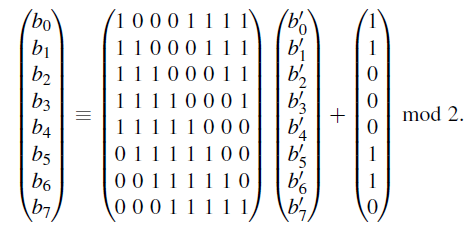 (b₀) (1 0 0 0 1 1 1 1) (b′₀) (1)
(b₁) (1 1 0 0 0 1 1 1) (b′₁) (1)
(b₂) (1 1 1 0 0 0 1 1) (b′₂) (0)
(b₃) (1 1 1 1 0 0 0 1) (b′₃) (0)
(b₄) ≡ (1 1 1 1 1 0 0 0) (b′₄) + (0) mod 2.
(b₅) (0 1 1 1 1 1 0 0) (b′₅) (1)
(b₆) (0 0 1 1 1 1 1 0) (b′₆) (1)
(b₇) (0 0 0 1 1 1 1 1) (b′₇) (0)